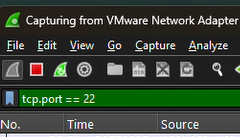 Capturing from VMware Network Adapter
File Edit View Go Capture Analyze
tcp.port == 22
No. Time Source